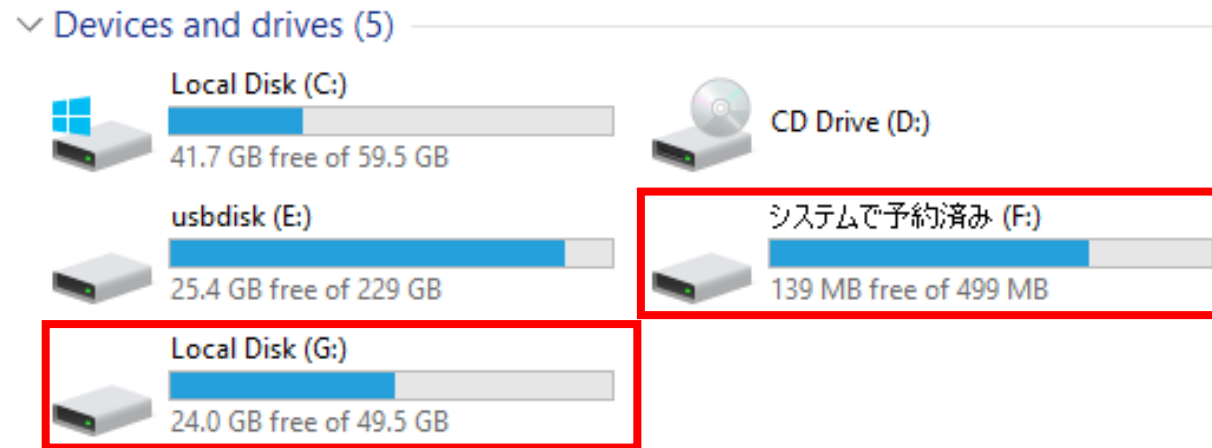 Devices and drives (5)
Local Disk (C:)
41.7 GB free of 59.5 GB
CD Drive (D:)
usbdisk (E:)
25.4 GB free of 229 GB
システムで予約済み (F:)
139 MB free of 499 MB
Local Disk (G:)
24.0 GB free of 49.5 GB